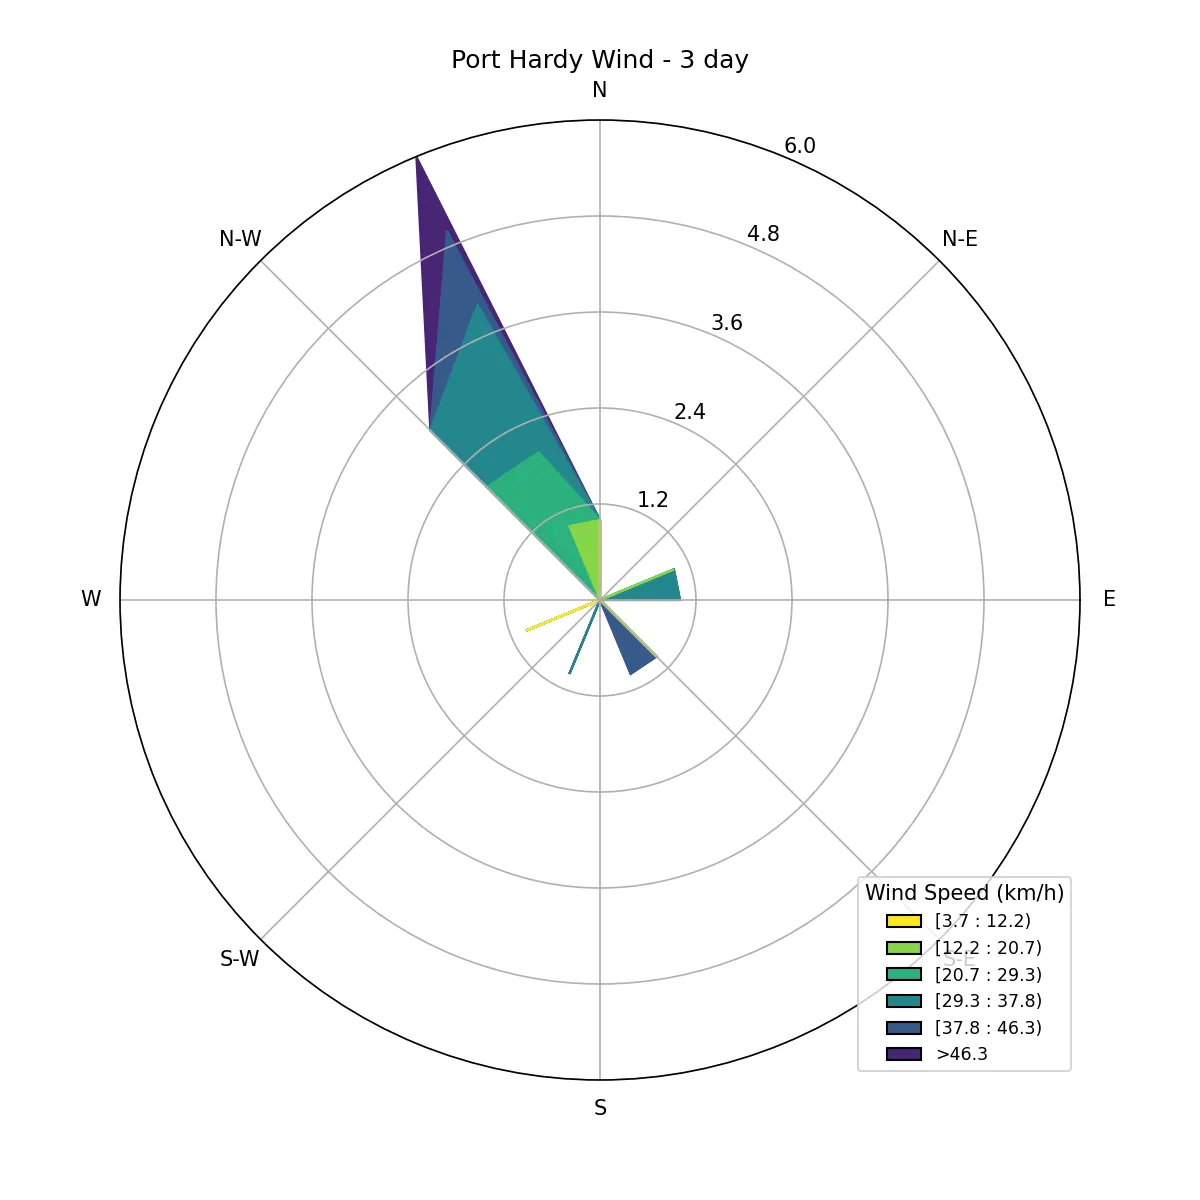 Port Hardy Wind - 3 day
N
6.0
N-W
N-E
4.8
3.6
2.4
1.2
W
E
Wind Speed (km/h)
[3.7 : 12.2)
[12.2 : 20.7)
S-W
S-E
[20.7 : 29.3)
[29.3 : 37.8)
[37.8 : 46.3)
>46.3
S